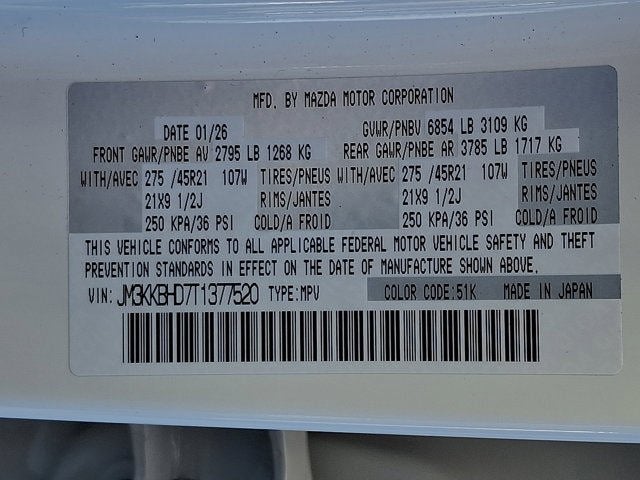 MFD. BY MAZDA MOTOR CORPORATION
DATE 01/26 GVWR/PNBV 6854 LB 3109 KG
FRONT GAWR/PNBE AV 2795 LB 1268 KG REAR GAWR/PNBE AR 3785 LB 1717 KG
WITH/AVEC 275 /45R21 107W TIRES/PNEUS WITH/AVEC 275 /45R21 107W TIRES/PNEUS
21X9 1/2J RIMS/JANTES 21X9 1/2J RIMS/JANTES
250 KPA/36 PSI COLD/A FROID 250 KPA/36 PSI COLD/A FROID
THIS VEHICLE CONFORMS TO ALL APPLICABLE FEDERAL MOTOR VEHICLE SAFETY AND THEFT
PREVENTION STANDARDS IN EFFECT ON THE DATE OF MANUFACTURE SHOWN ABOVE.
VIN: JM3KKBHD7T1377520 TYPE:MPV COLOR CODE:51K MADE IN JAPAN